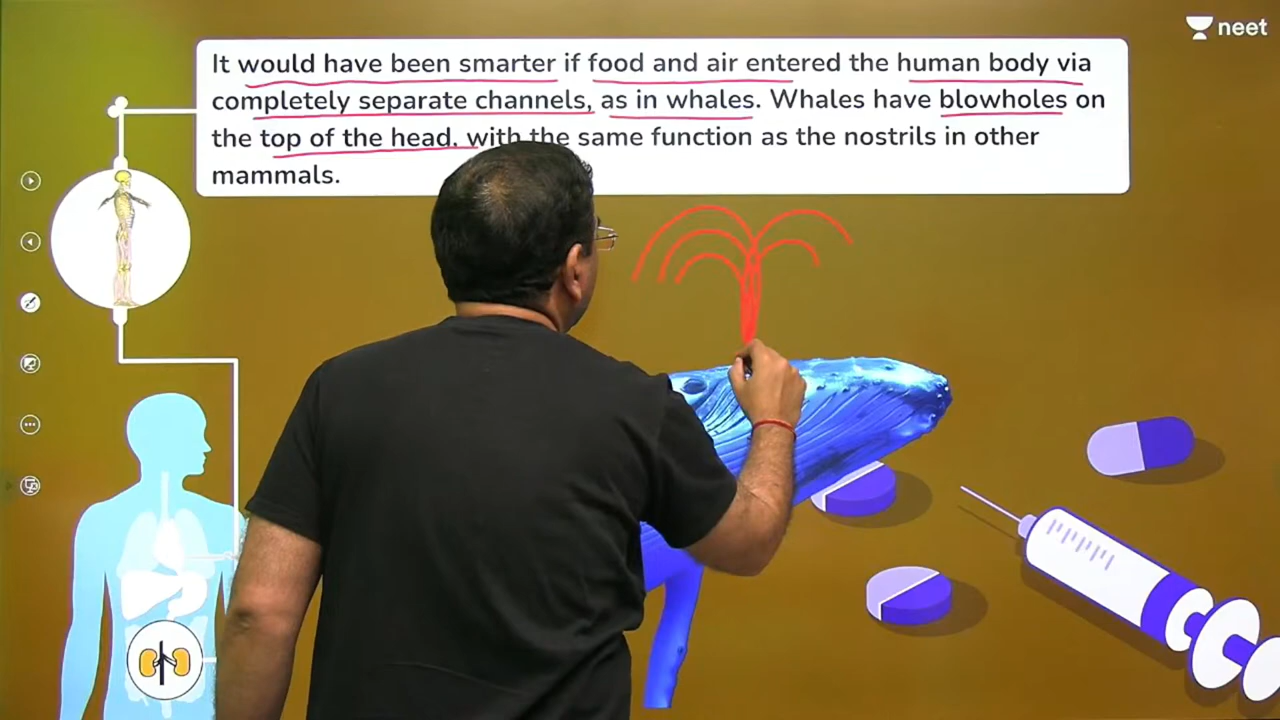 neet
It would have been smarter if food and air entered the human body via
completely separate channels, as in whales. Whales have blowholes on
the top of the head, with the same function as the nostrils in other
mammals.